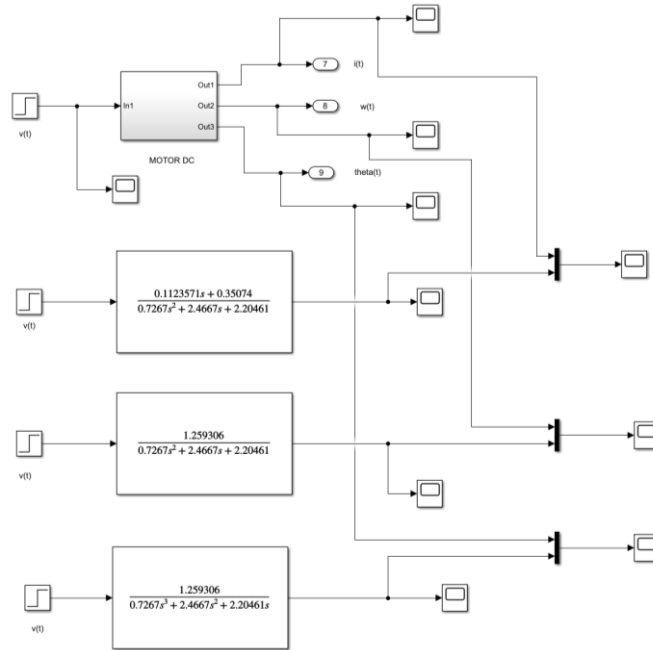 7 i(t)
Out1
In1 Out2 8 w(t)
Out3
v(t)
MOTOR DC
9 theta(t)
0.1123571s + 0.35074
0.7267s² + 2.4667s + 2.20461
v(t)
1.259306
0.7267s² + 2.4667s + 2.20461
v(t)
1.259306
0.7267s³ + 2.4667s² + 2.20461s
v(t)